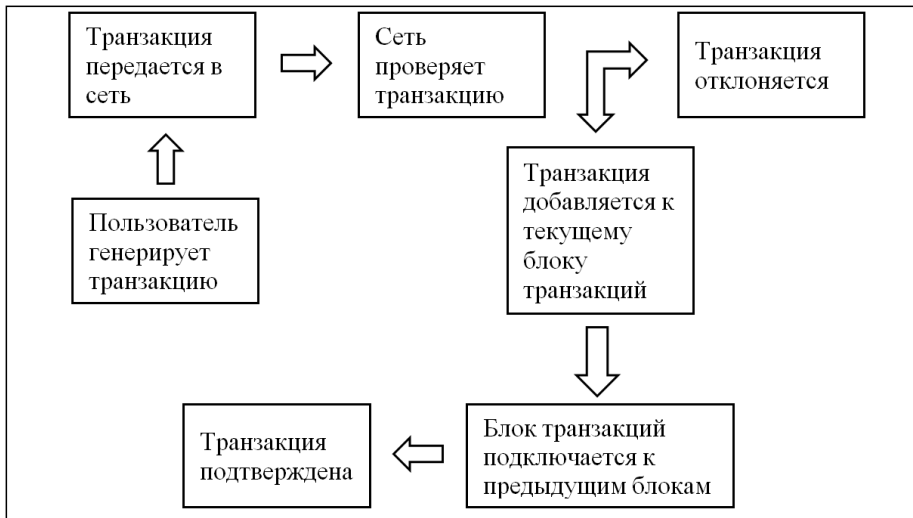 Транзакция
передается в
сеть
Сеть
проверяет
транзакцию
Транзакция
отклоняется
Пользователь
генерирует
транзакцию
Транзакция
добавляется к
текущему
блоку
транзакций
Транзакция
подтверждена
Блок транзакций
подключается к
предыдущим блокам